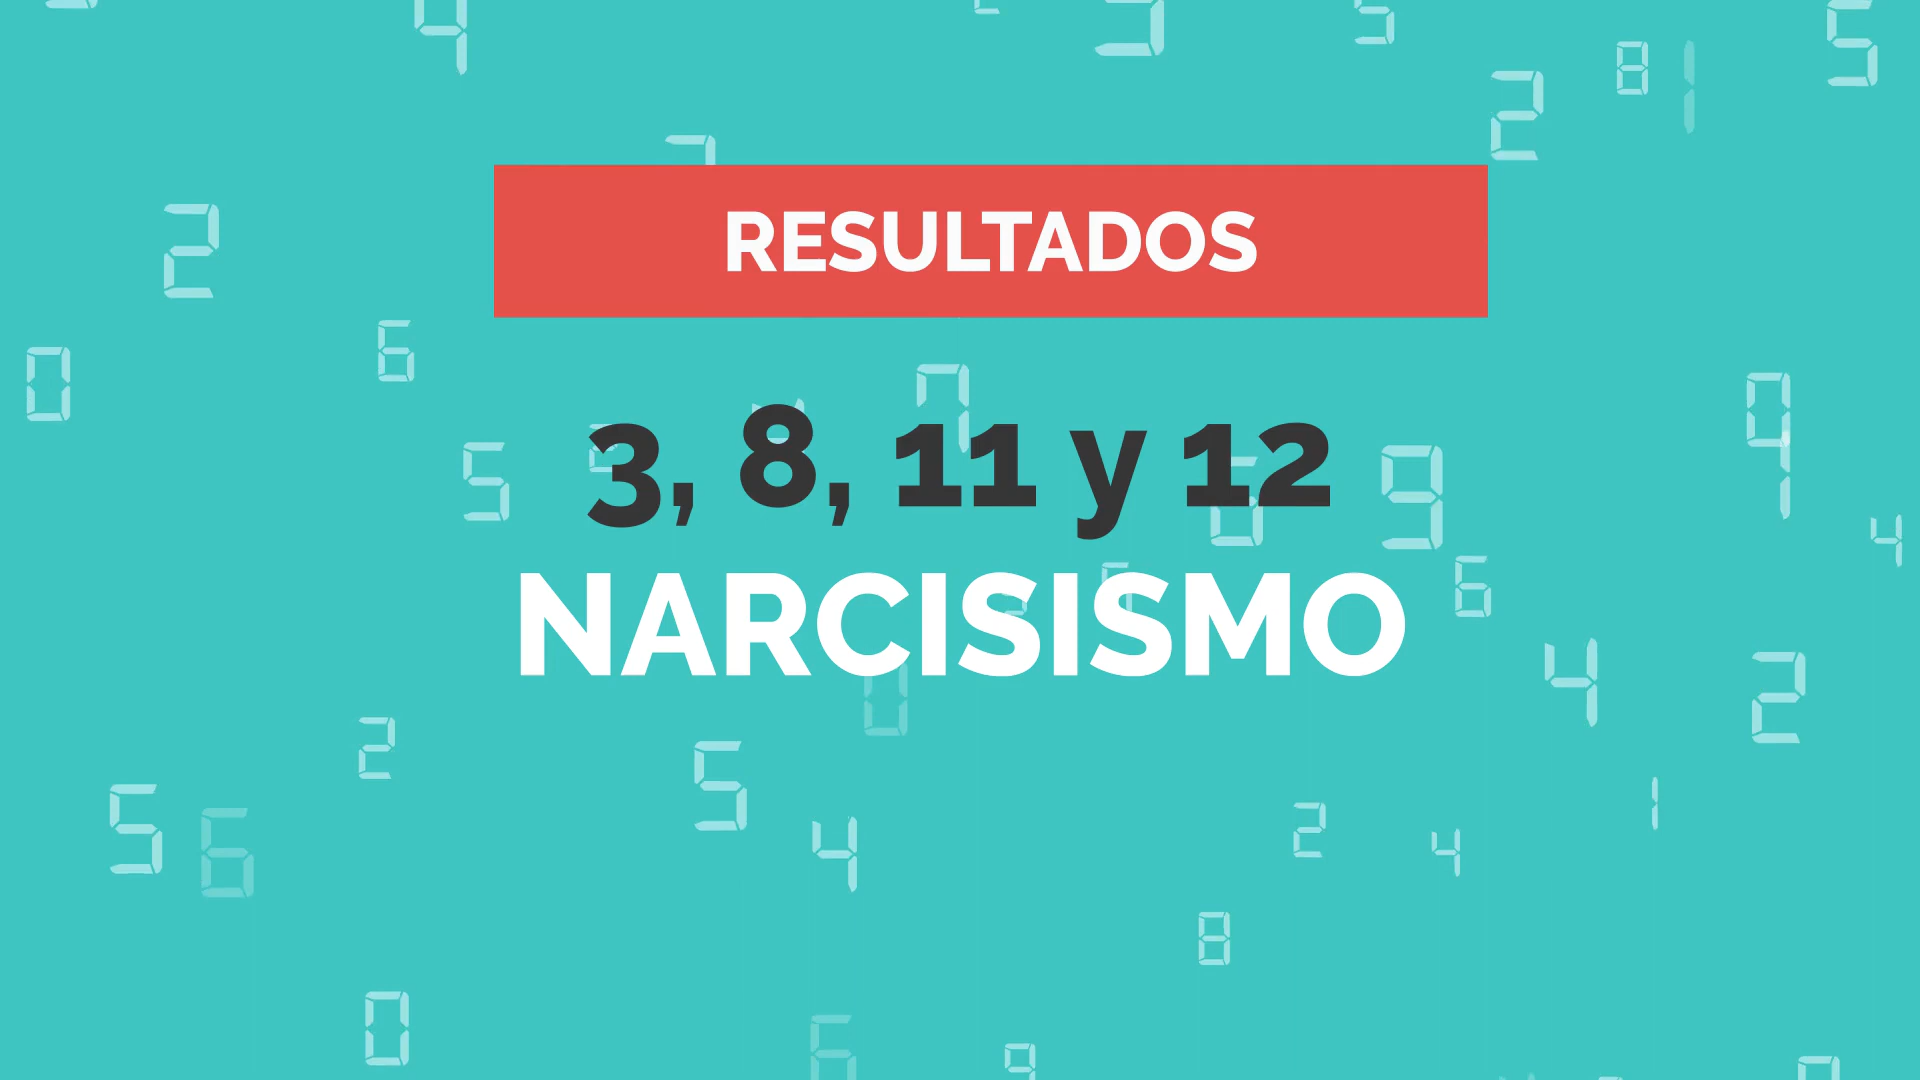 RESULTADOS
3, 8, 11 y 12
NARCISISMO